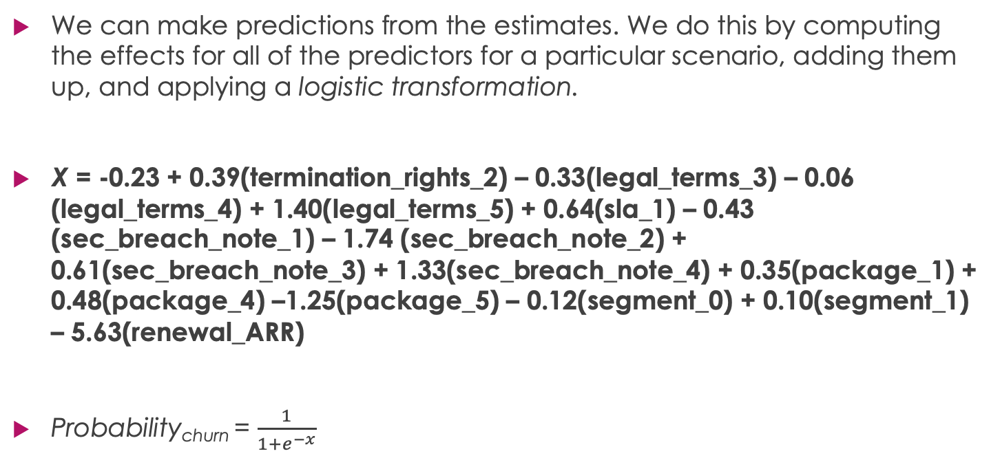 We can make predictions from the estimates. We do this by computing
the effects for all of the predictors for a particular scenario, adding them
up, and applying a logistic transformation.
X = -0.23 + 0.39(termination_rights_2) – 0.33(legal_terms_3) – 0.06
(legal_terms_4) + 1.40(legal_terms_5) + 0.64(sla_1) – 0.43
(sec_breach_note_1) – 1.74 (sec_breach_note_2) +
0.61(sec_breach_note_3) + 1.33(sec_breach_note_4) + 0.35(package_1) +
0.48(package_4) –1.25(package_5) – 0.12(segment_0) + 0.10(segment_1)
– 5.63(renewal_ARR)
Probability churn = 1 / 1+e^−x